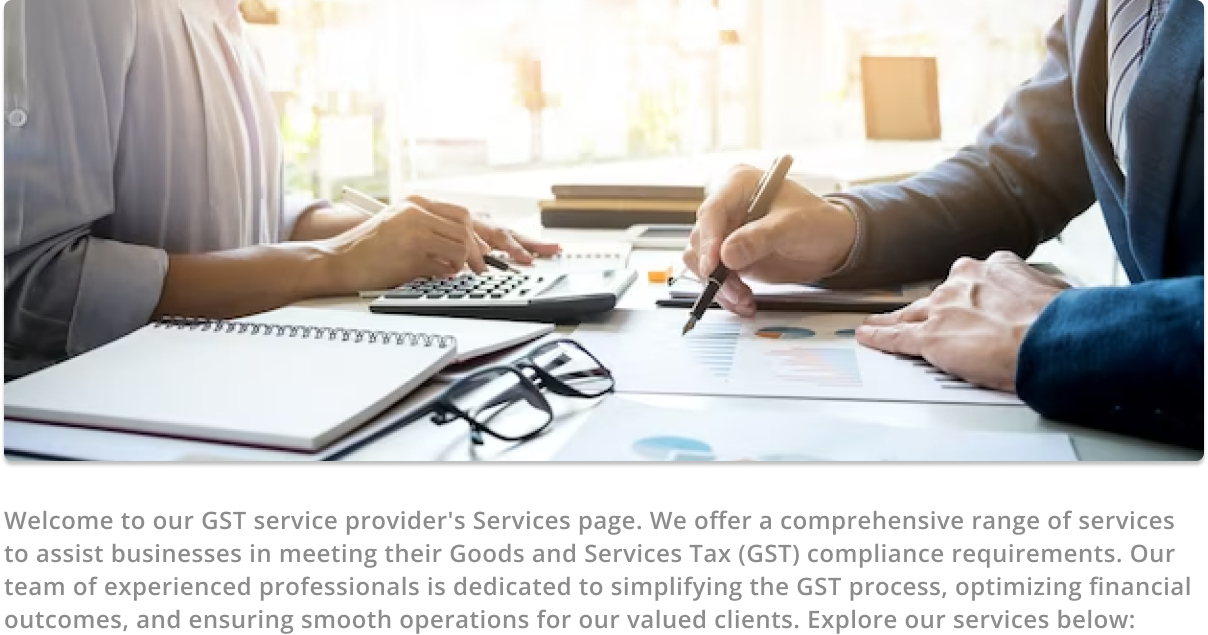 Welcome to our GST service provider's Services page. We offer a comprehensive range of services
to assist businesses in meeting their Goods and Services Tax (GST) compliance requirements. Our
team of experienced professionals is dedicated to simplifying the GST process, optimizing financial
outcomes, and ensuring smooth operations for our valued clients. Explore our services below: